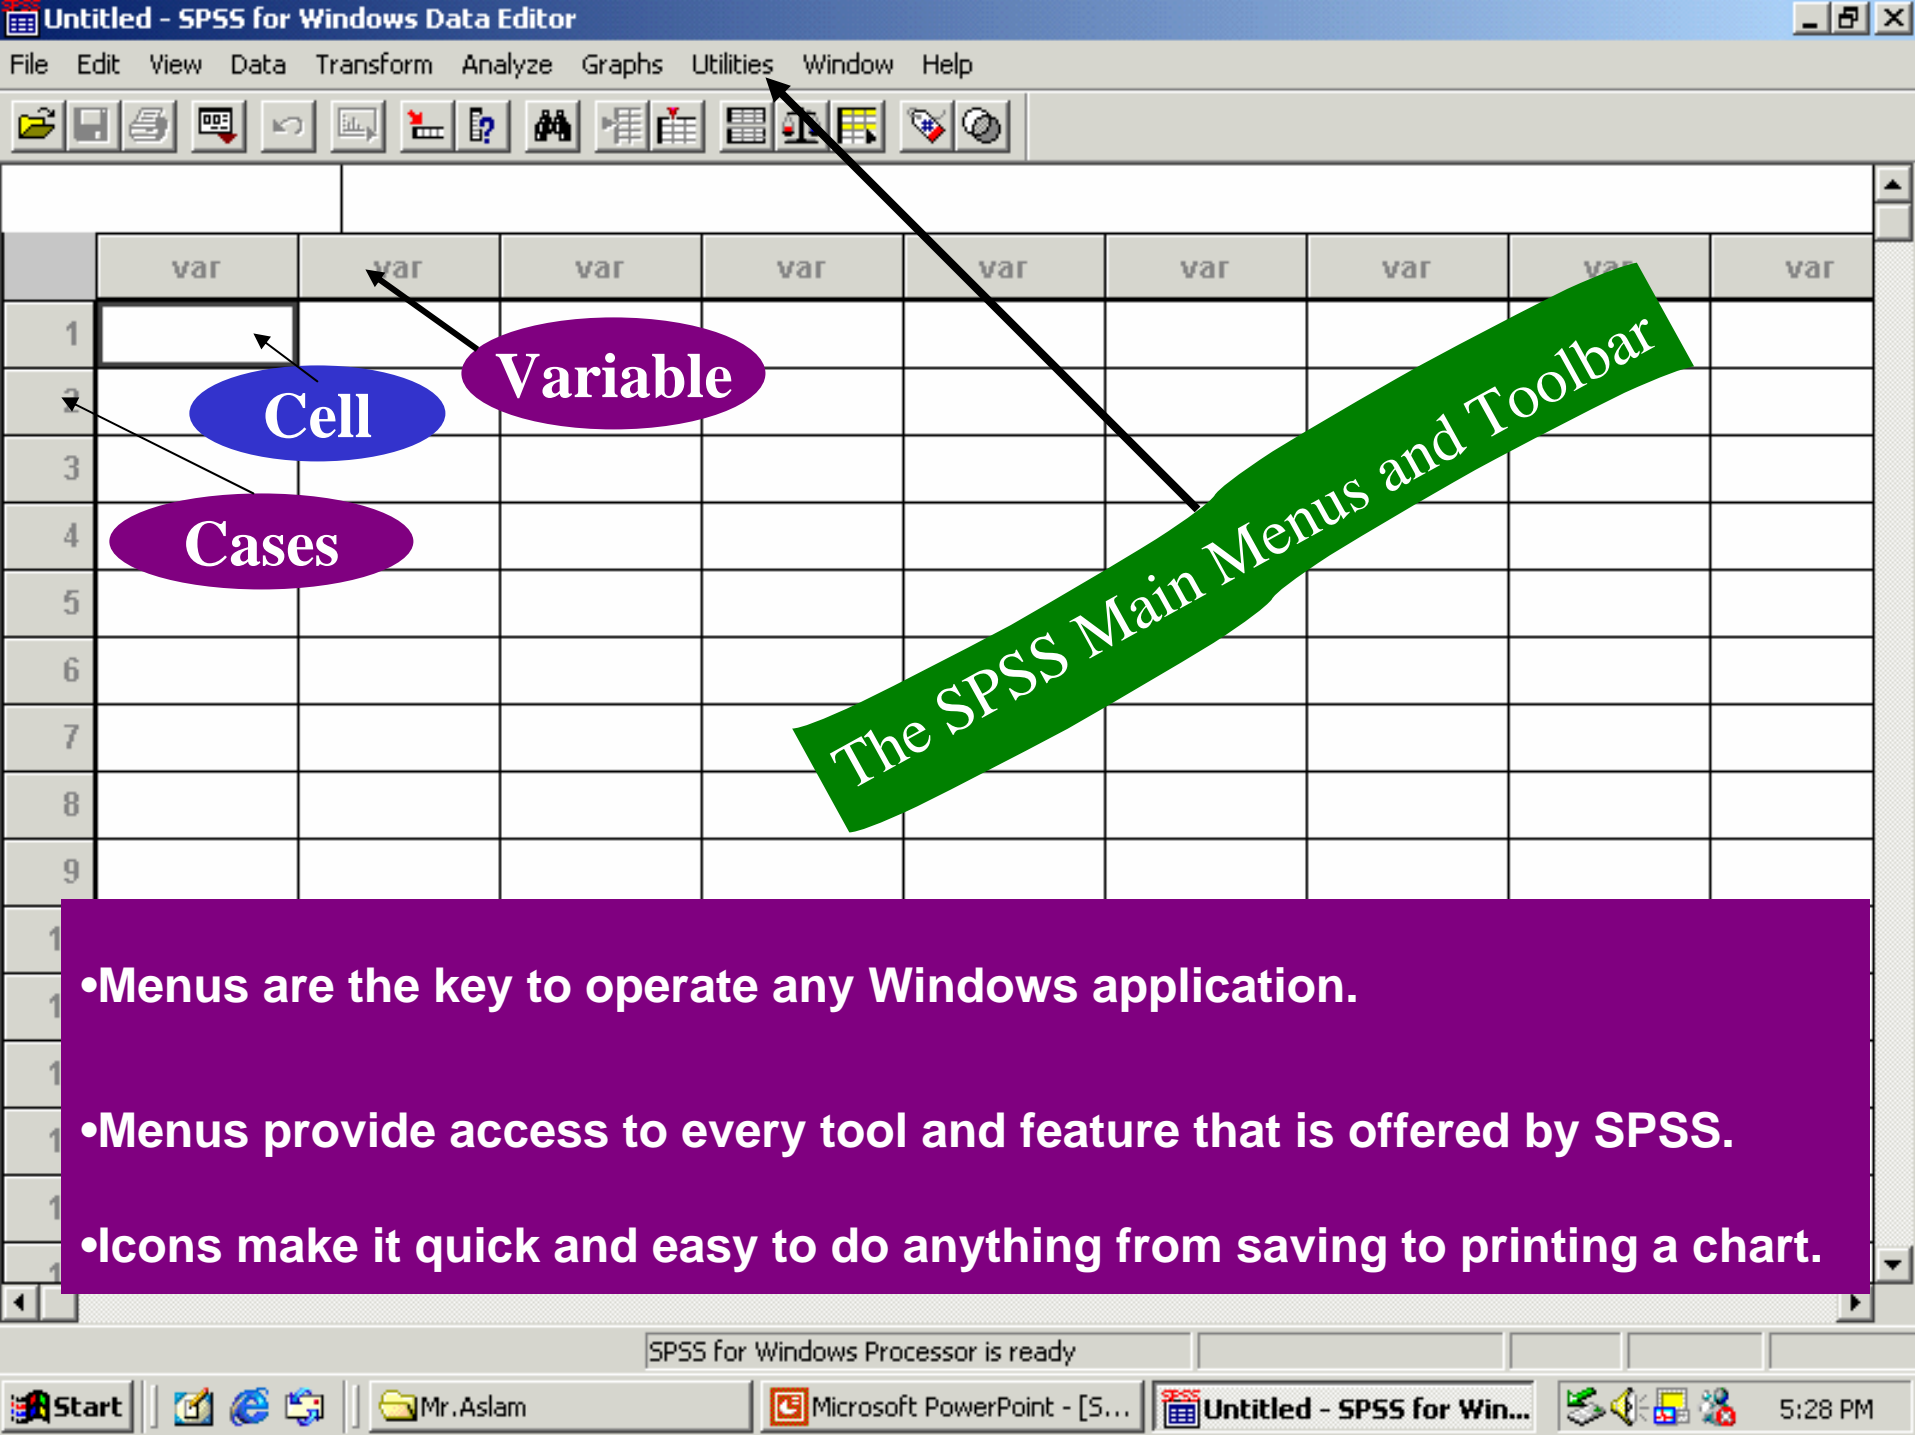 Untitled - SPSS for Windows Data Editor
File Edit View Data Transform Analyze Graphs Utilities Window Help
var var var var var var var var var
1
2
3
4
5
6
7
8
9
Variable
Cell
Cases
The SPSS Main Menus and Toolbar
•Menus are the key to operate any Windows application.
•Menus provide access to every tool and feature that is offered by SPSS.
•Icons make it quick and easy to do anything from saving to printing a chart.
SPSS for Windows Processor is ready
Start Mr.Aslam Microsoft PowerPoint - [S... Untitled - SPSS for Win... 5:28 PM